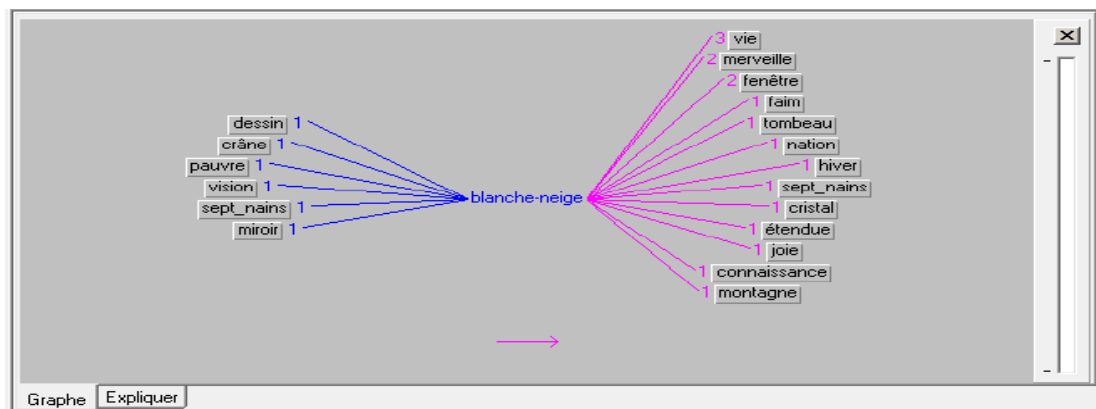 3 vie
2 merveille
2 fenêtre
1 faim
dessin 1
1 tombeau
crâne 1
1 nation
pauvre 1
1 hiver
vision 1
1 sept_nains
blanche-neige
sept_nains 1
1 cristal
miroir 1
1 étendue
1 joie
1 connaissance
1 montagne
Graphe Expliquer